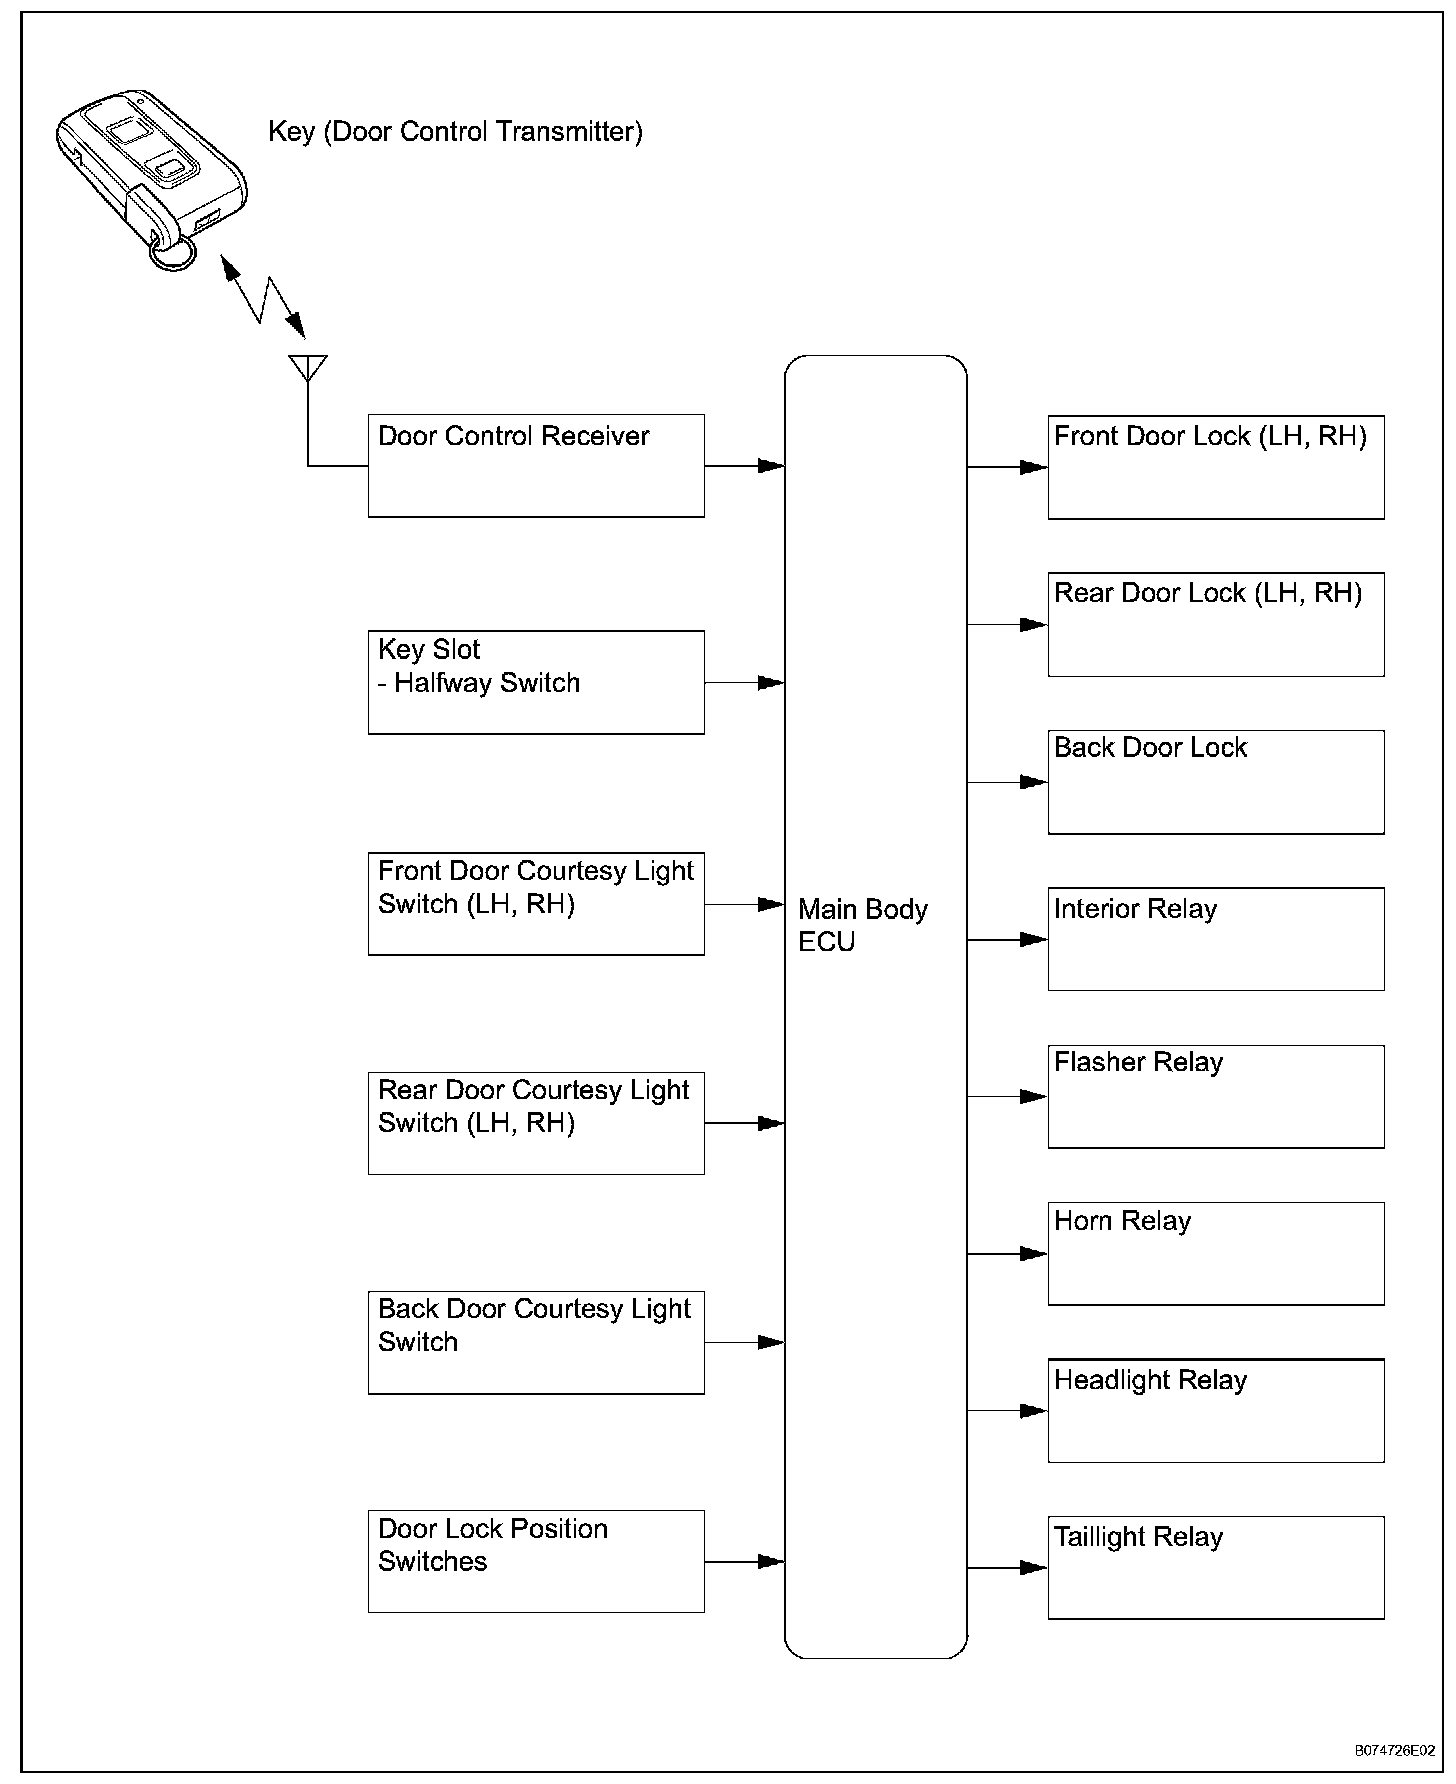 Key (Door Control Transmitter)
Door Control Receiver
Key Slot
- Halfway Switch
Front Door Courtesy Light
Switch (LH, RH)
Rear Door Courtesy Light
Switch (LH, RH)
Back Door Courtesy Light
Switch
Door Lock Position
Switches
Main Body
ECU
Front Door Lock (LH, RH)
Rear Door Lock (LH, RH)
Back Door Lock
Interior Relay
Flasher Relay
Horn Relay
Headlight Relay
Taillight Relay
B074726E02